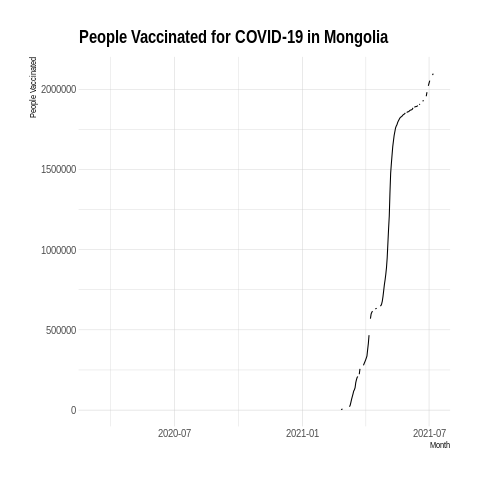 People Vaccinated for COVID-19 in Mongolia
People Vaccinated
2000000
1500000
1000000
500000
0
2020-07 2021-01 2021-07
Month